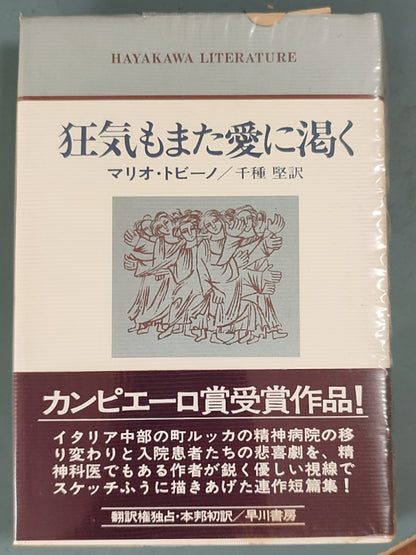 HAYAKAWA LITERATURE
狂気もまた愛に渇く
マリオ・トビーノ／千種 堅訳
カンピエーロ賞受賞作品!
イタリア中部の町ルッカの精神病院の移
り変わりと入院患者たちの悲喜劇を、精
神科医でもある作者が鋭く優しい視線で
スケッチふうに描きあげた連作短篇集!
翻訳権独占・本邦初訳／早川書房